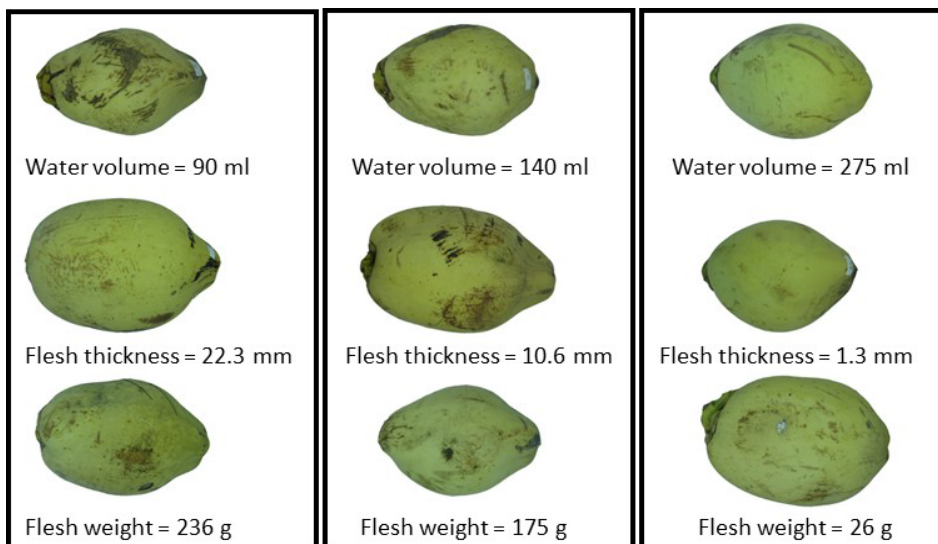 Water volume = 90 ml
Water volume = 140 ml
Water volume = 275 ml
Flesh thickness = 22.3 mm
Flesh thickness = 10.6 mm
Flesh thickness = 1.3 mm
Flesh weight = 236 g
Flesh weight = 175 g
Flesh weight = 26 g